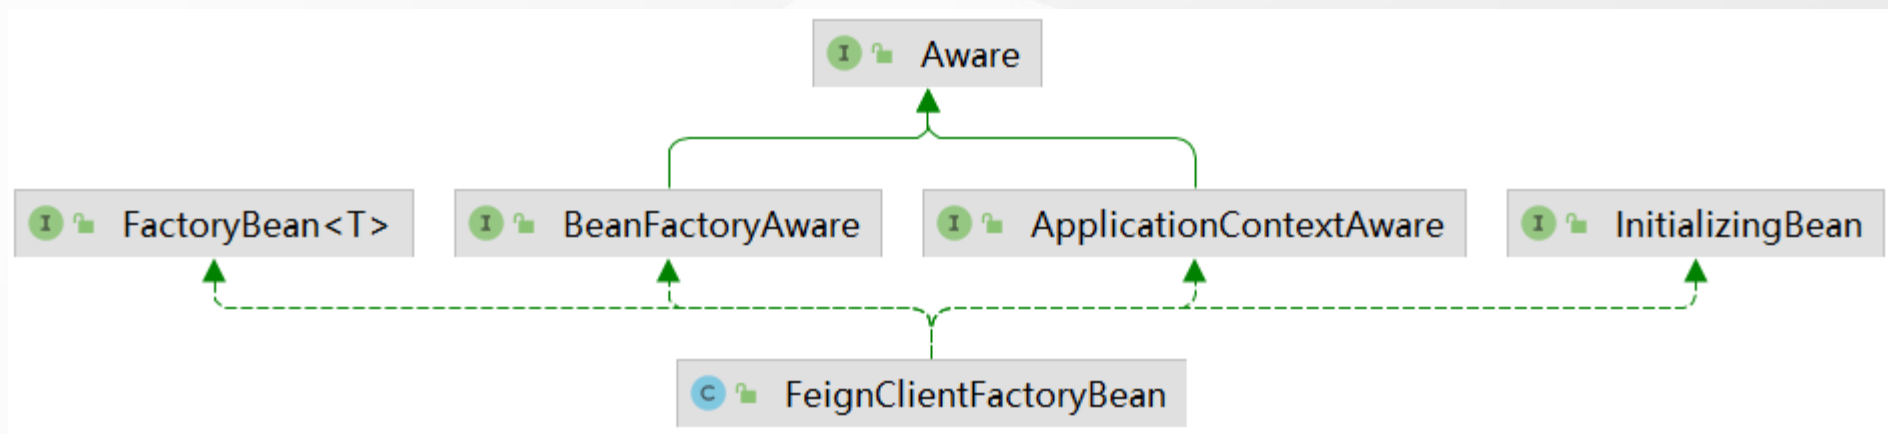 I Aware
I FactoryBean<T>
I BeanFactoryAware
I ApplicationContextAware
I InitializingBean
C FeignClientFactoryBean